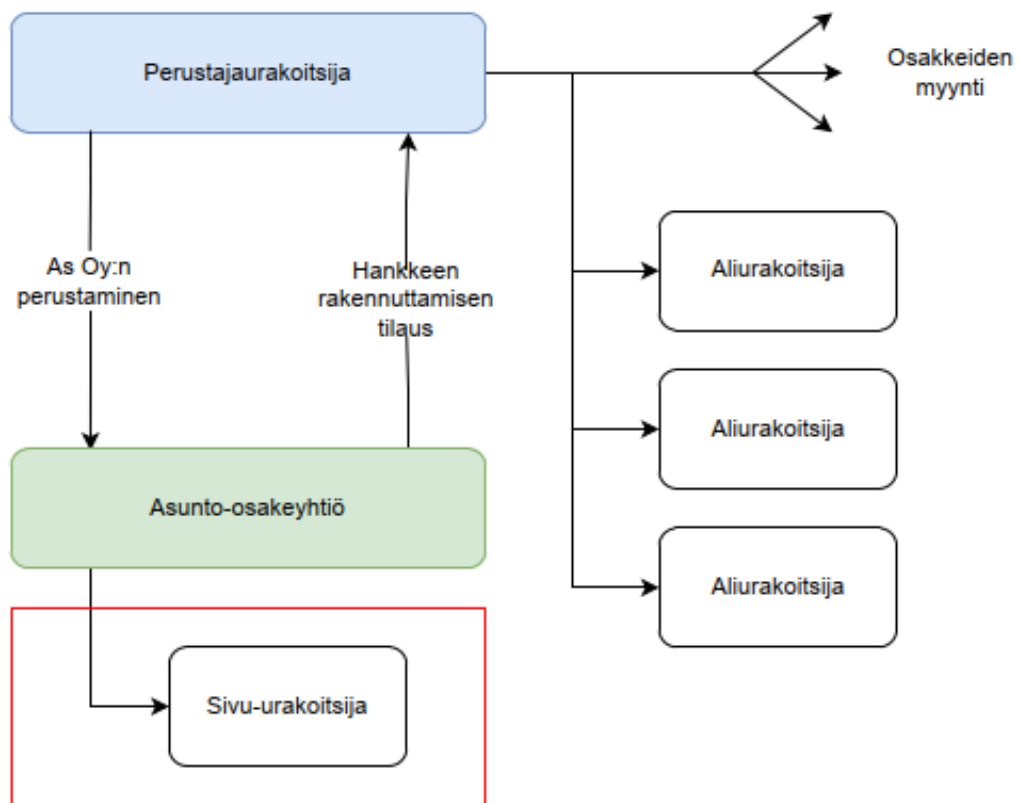 Perustajaurakoitsija
Osakkeiden
myynti
As Oy:n
perustaminen
Hankkeen
rakennuttamisen
tilaus
Aliurakoitsija
Aliurakoitsija
Asunto-osakeyhtiö
Aliurakoitsija
Sivu-urakoitsija